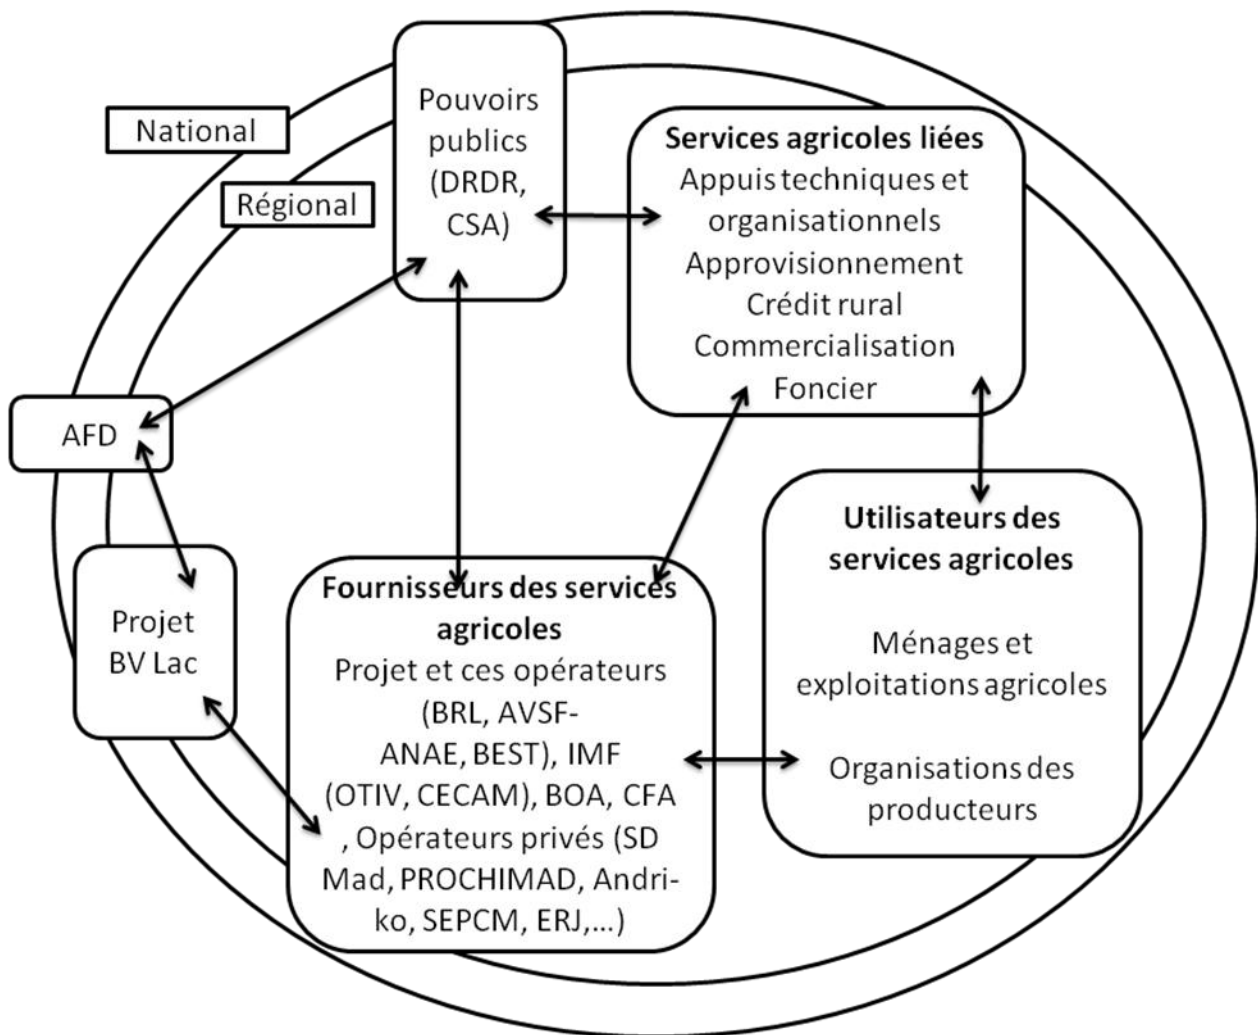 National
Régional
Pouvoirs
publics
(DRDR,
CSA)
Services agricoles liées
Appuis techniques et
organisationnels
Approvisionnement
Crédit rural
Commercialisation
Foncier
AFD
Projet
BV Lac
Fournisseurs des services
agricoles
Projet et ces opérateurs
(BRL, AVSF-
ANAE, BEST), IMF
(OTIV, CECAM), BOA, CFA
, Opérateurs privés (SD
Mad, PROCHIMAD, Andri-
ko, SEPCM, ERJ,...)
Utilisateurs des
services agricoles
Ménages et
exploitations agricoles
Organisations des
producteurs